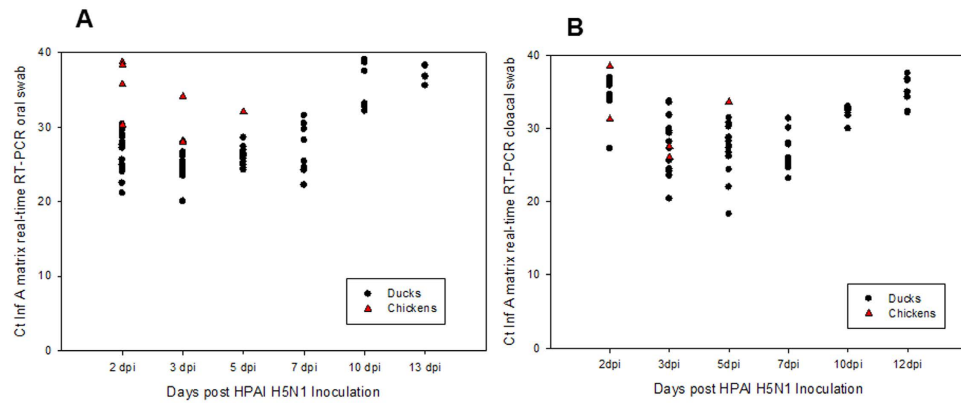 A
Ct Inf A matrix real-time RT-PCR oral swab
40
30
20
10
0
Ducks
Chickens
2 dpi 3 dpi 5 dpi 7 dpi 10 dpi 13 dpi
Days post HPAI H5N1 Inoculation
B
Ct Inf A matrix real-time RT-PCR cloacal swab
40
30
20
10
0
Ducks
Chickens
2dpi 3dpi 5dpi 7dpi 10dpi 12dpi
Days post HPAI H5N1 Inoculation